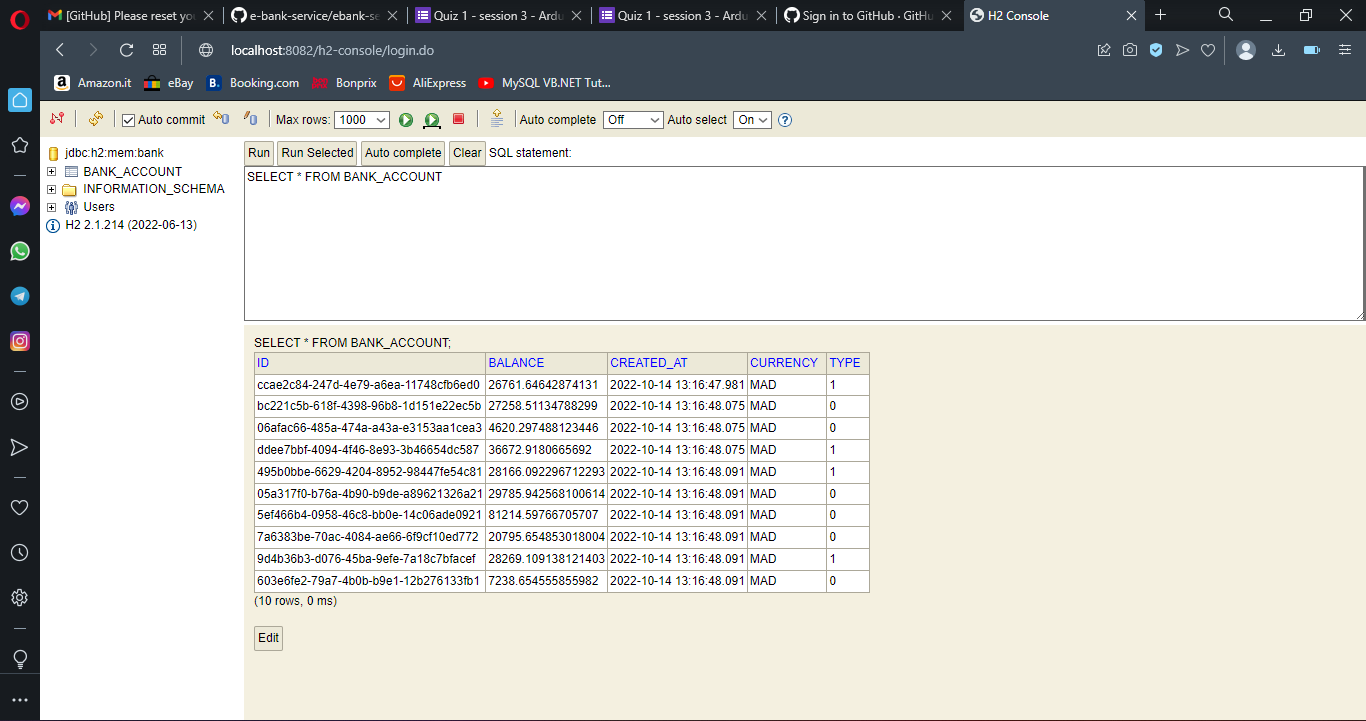 [GitHub] Please reset you
e-bank-service/ebank-se
Quiz 1 - session 3 - Ardu
Quiz 1 - session 3 - Ardu
Sign in to GitHub · GitHu
H2 Console
localhost:8082/h2-console/login.do
Amazon.it eBay Booking.com Bonprix AliExpress MySQL VB.NET Tut...
Auto commit Max rows: 1000 Auto complete Off Auto select On
jdbc:h2:mem:bank
BANK_ACCOUNT
INFORMATION_SCHEMA
Users
H2 2.1.214 (2022-06-13)
Run Run Selected Auto complete Clear SQL statement:
SELECT * FROM BANK_ACCOUNT
SELECT * FROM BANK_ACCOUNT;
ID BALANCE CREATED_AT CURRENCY TYPE
ccae2c84-247d-4e79-a6ea-11748cfb6ed0 26761.64642874131 2022-10-14 13:16:47.981 MAD 1
bc221c5b-618f-4398-96b8-1d151e22ec5b 27258.51134788299 2022-10-14 13:16:48.075 MAD 0
06afac66-485a-474a-a43a-e3153aa1cea3 4620.297488123446 2022-10-14 13:16:48.075 MAD 0
ddee7bbf-4094-4f46-8e93-3b46654dc587 36672.9180665692 2022-10-14 13:16:48.075 MAD 1
495b0bbe-6629-4204-8952-98447fe54c81 28166.092296712293 2022-10-14 13:16:48.091 MAD 1
05a317f0-b76a-4b90-b9de-a89621326a21 29785.942568100614 2022-10-14 13:16:48.091 MAD 0
5ef466b4-0958-46c8-bb0e-14c06ade0921 81214.59766705707 2022-10-14 13:16:48.091 MAD 0
7a6383be-70ac-4084-ae66-6f9cf10ed772 20795.654853018004 2022-10-14 13:16:48.091 MAD 0
9d4b36b3-d076-45ba-9efe-7a18c7bfacef 28269.109138121403 2022-10-14 13:16:48.091 MAD 1
603e6fe2-79a7-4b0b-b9e1-12b276133fb1 7238.654555855982 2022-10-14 13:16:48.091 MAD 0
(10 rows, 0 ms)
Edit